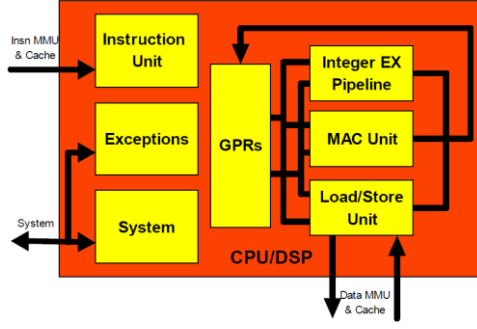 Insn MMU
& Cache
Instruction
Unit
Integer EX
Pipeline
Exceptions
GPRs
MAC Unit
System
System
Load/Store
Unit
CPU/DSP
Data MMU
& Cache